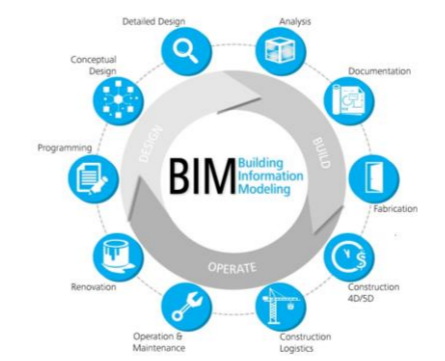 Detailed Design
Analysis
Conceptual
Design
Documentation
Programming
DESIGN
BUILD
BIM
Building
Information
Modeling
Fabrication
OPERATE
Renovation
Construction
4D/5D
Operation &
Maintenance
Construction
Logistics